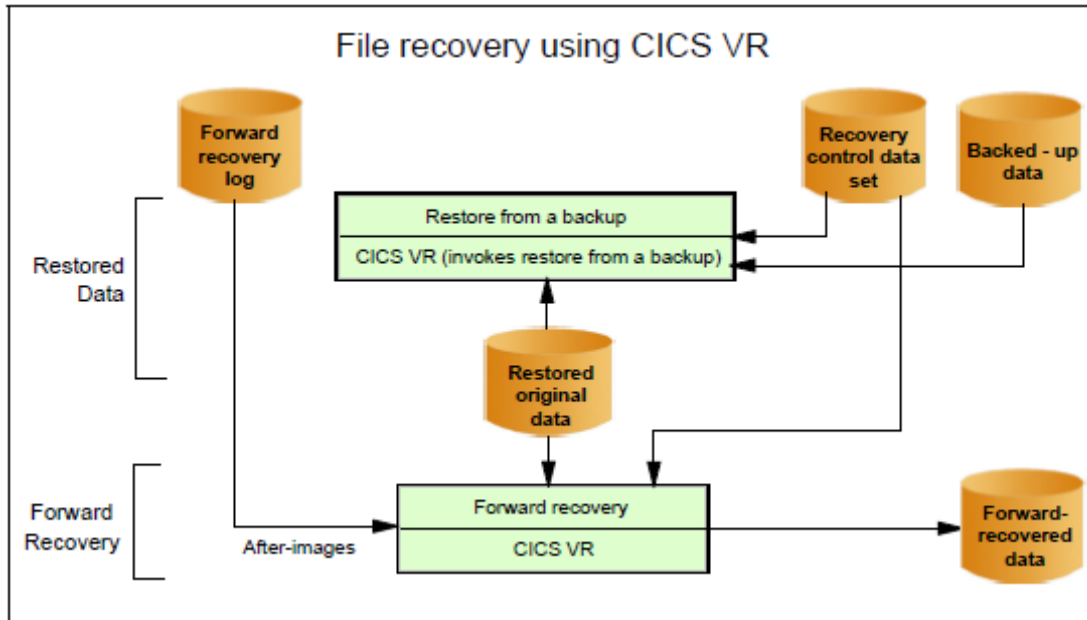 File recovery using CICS VR
Forward
recovery
log
Recovery
control data
set
Backed - up
data
Restore from a backup
CICS VR (invokes restore from a backup)
Restored
Data
Restored
original
data
Forward recovery
CICS VR
Forward
Recovery
After-images
Forward-
recovered
data